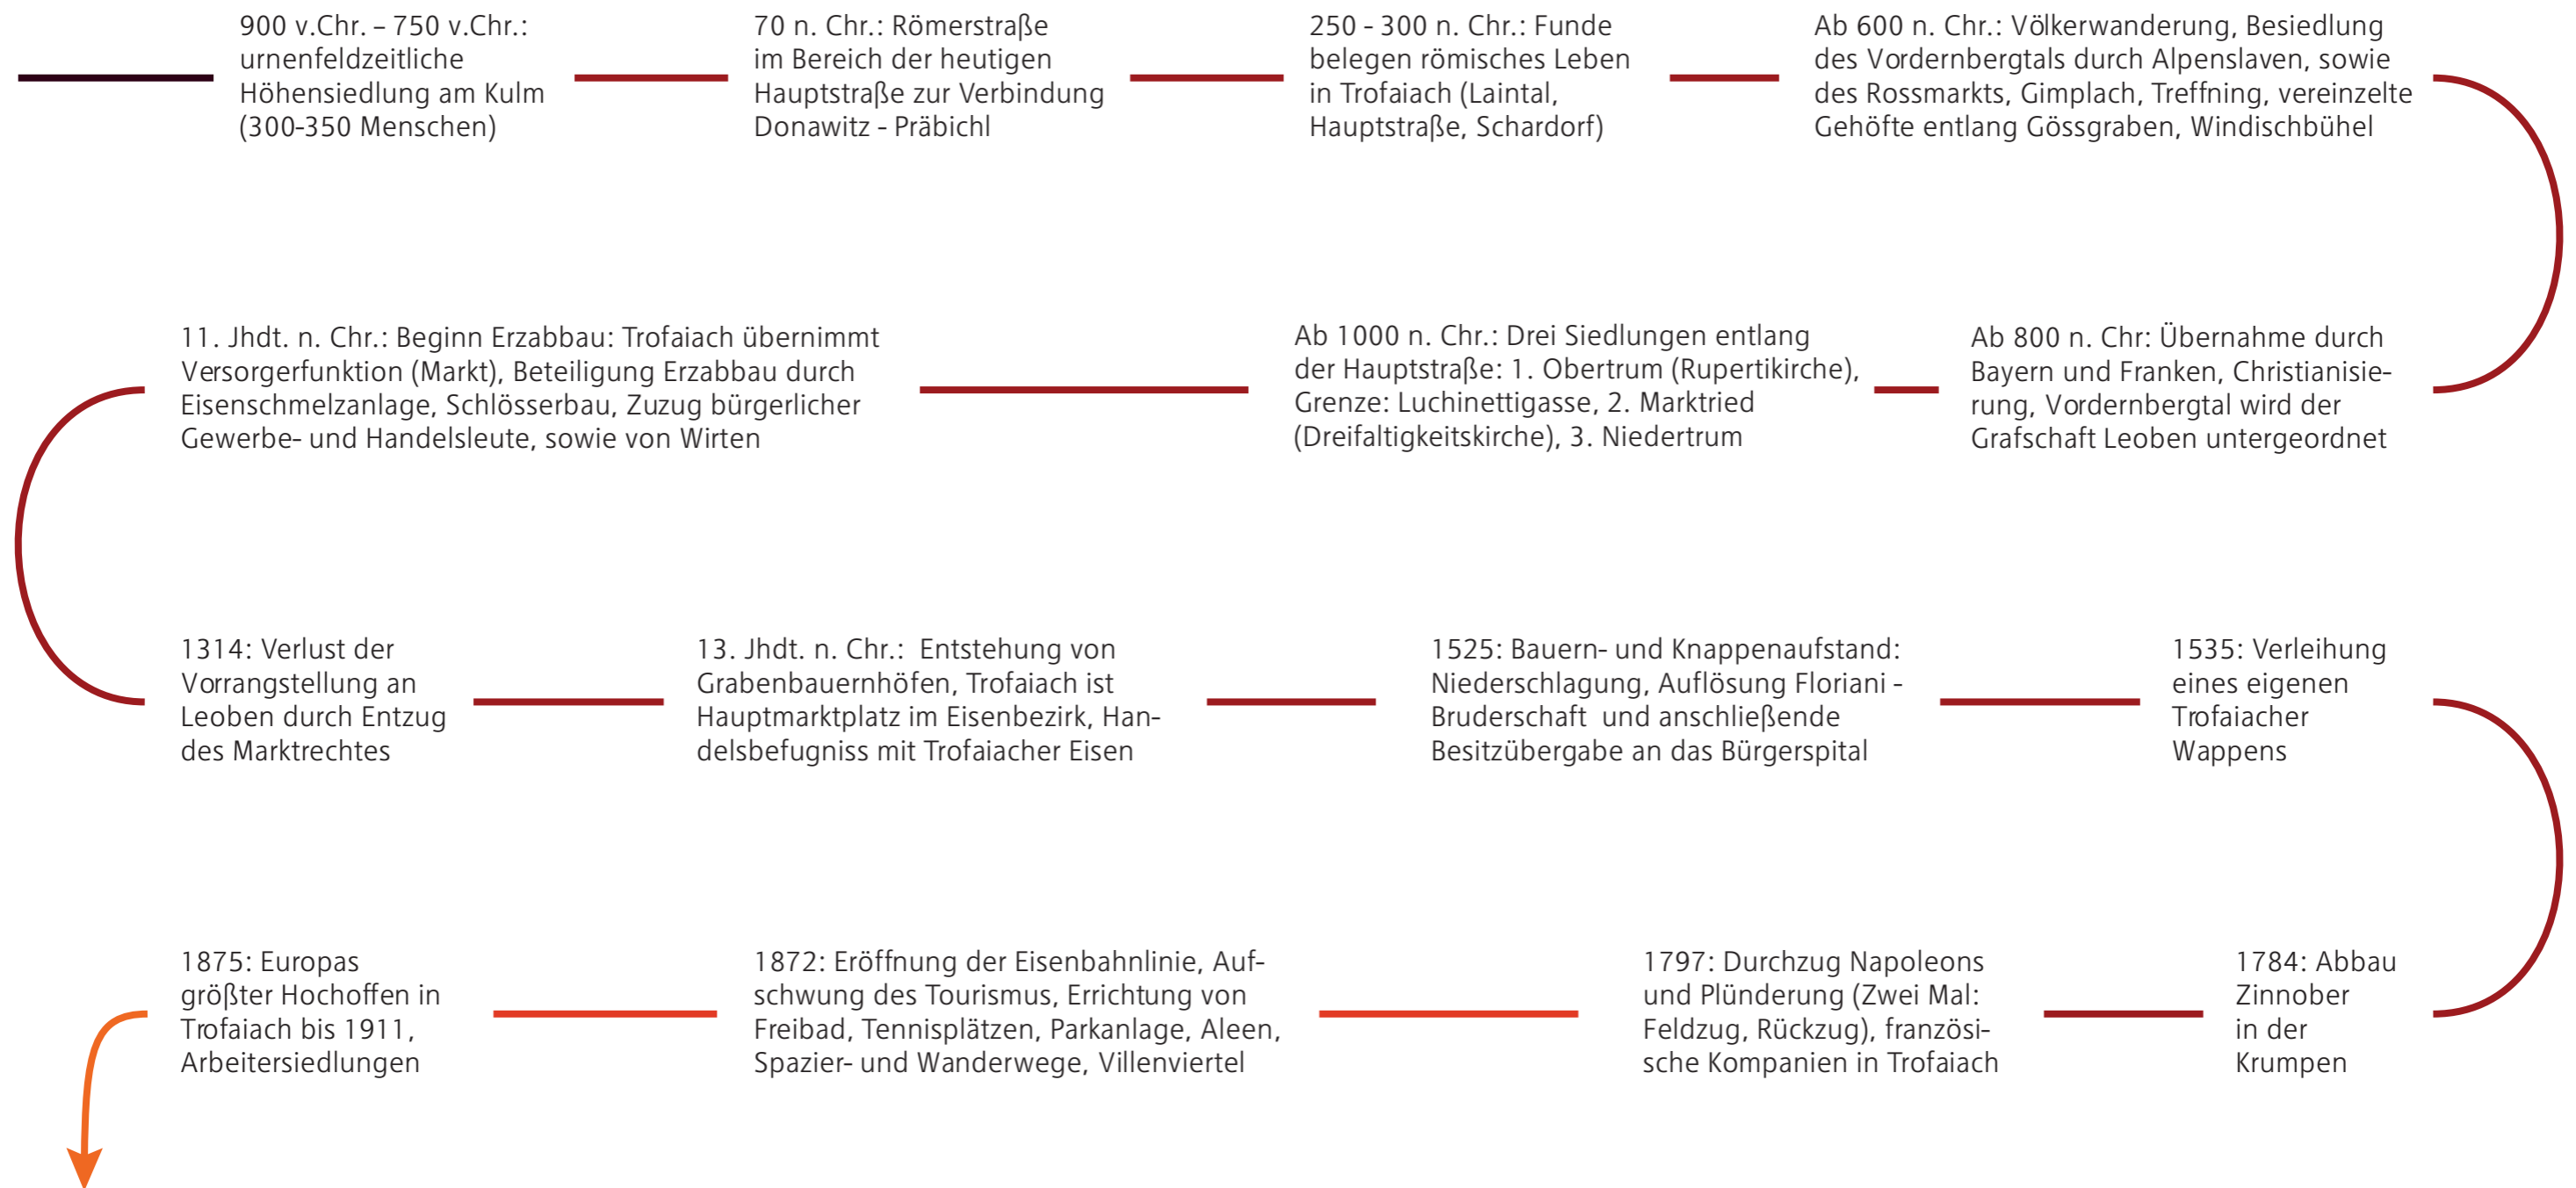 900 v.Chr. – 750 v.Chr.:
urnenfeldzeitliche
Höhensiedlung am Kulm
(300-350 Menschen)
70 n. Chr.: Römerstraße
im Bereich der heutigen
Hauptstraße zur Verbindung
Donawitz - Präbichl
250 - 300 n. Chr.: Funde
belegen römisches Leben
in Trofaiach (Laintal,
Hauptstraße, Schardorf)
Ab 600 n. Chr.: Völkerwanderung, Besiedlung
des Vordernbergtals durch Alpenslaven, sowie
des Rossmarkts, Gimplach, Treffning, vereinzelte
Gehöfte entlang Gössgraben, Windischbühel
Ab 800 n. Chr: Übernahme durch
Bayern und Franken, Christianisie-
rung, Vordernbergtal wird der
Grafschaft Leoben untergeordnet
Ab 1000 n. Chr.: Drei Siedlungen entlang
der Hauptstraße: 1. Obertrum (Rupertikirche),
Grenze: Luchinettigasse, 2. Marktried
(Dreifaltigkeitskirche), 3. Niedertrum
11. Jhdt. n. Chr.: Beginn Erzabbau: Trofaiach übernimmt
Versorgerfunktion (Markt), Beteiligung Erzabbau durch
Eisenschmelzanlage, Schlösserbau, Zuzug bürgerlicher
Gewerbe- und Handelsleute, sowie von Wirten
1314: Verlust der
Vorrangstellung an
Leoben durch Entzug
des Marktrechtes
13. Jhdt. n. Chr.: Entstehung von
Grabenbauernhöfen, Trofaiach ist
Hauptmarktplatz im Eisenbezirk, Han-
delsbefugniss mit Trofaiacher Eisen
1525: Bauern- und Knappenaufstand:
Niederschlagung, Auflösung Floriani -
Bruderschaft und anschließende
Besitzübergabe an das Bürgerspital
1535: Verleihung
eines eigenen
Trofaiacher
Wappens
1784: Abbau
Zinnober
in der
Krumpen
1797: Durchzug Napoleons
und Plünderung (Zwei Mal:
Feldzug, Rückzug), französi-
sche Kompanien in Trofaiach
1872: Eröffnung der Eisenbahnlinie, Auf-
schwung des Tourismus, Errichtung von
Freibad, Tennisplätzen, Parkanlage, Aleen,
Spazier- und Wanderwege, Villenviertel
1875: Europas
größter Hochoffen in
Trofaiach bis 1911,
Arbeitersiedlungen